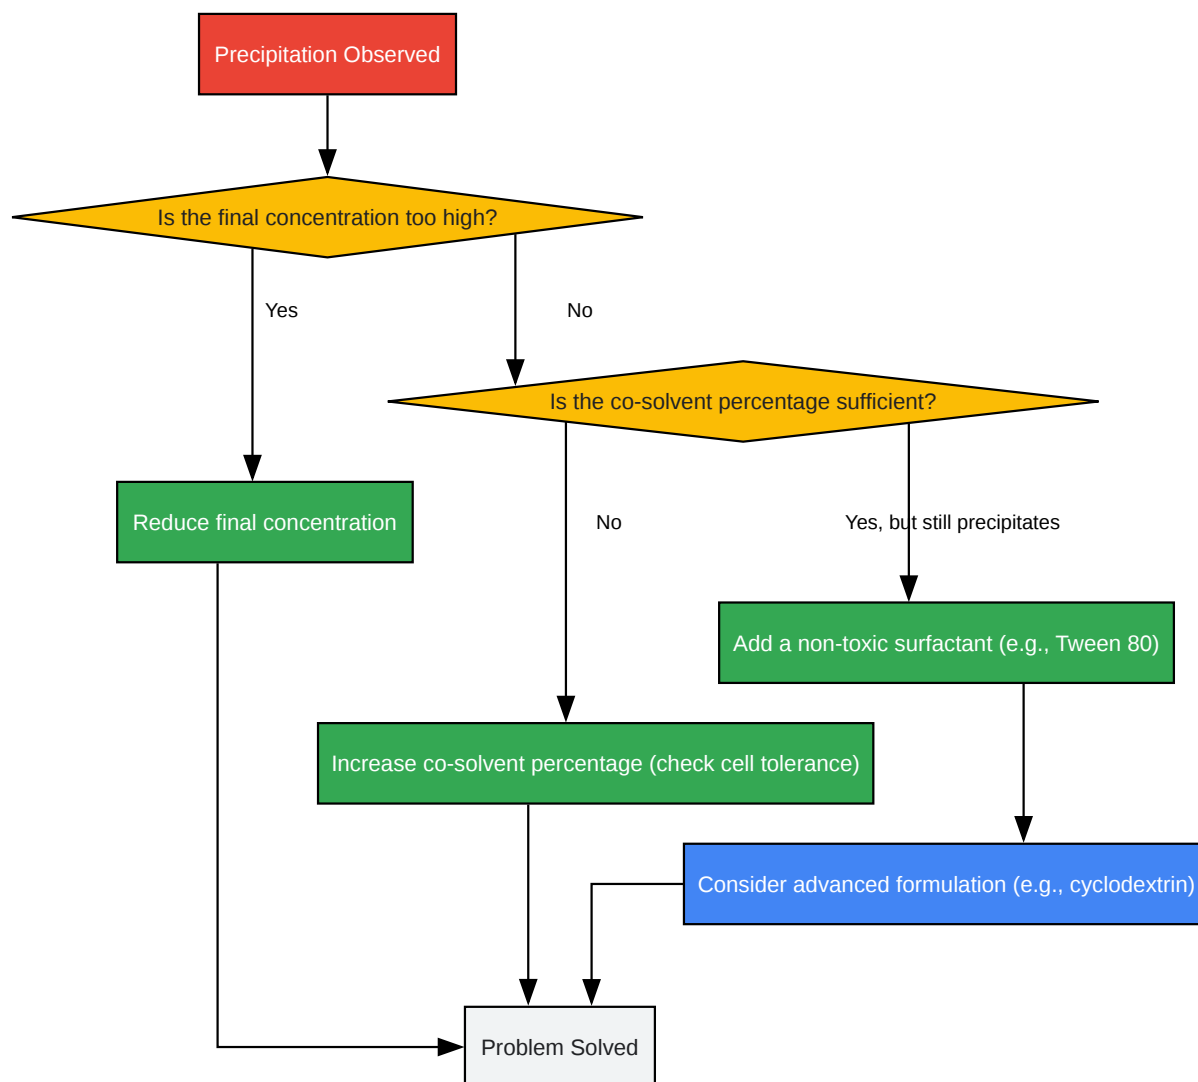 Precipitation Observed
Is the final concentration too high?
Yes
No
Is the co-solvent percentage sufficient?
Reduce final concentration
No
Yes, but still precipitates
Add a non-toxic surfactant (e.g., Tween 80)
Increase co-solvent percentage (check cell tolerance)
Consider advanced formulation (e.g., cyclodextrin)
Problem Solved